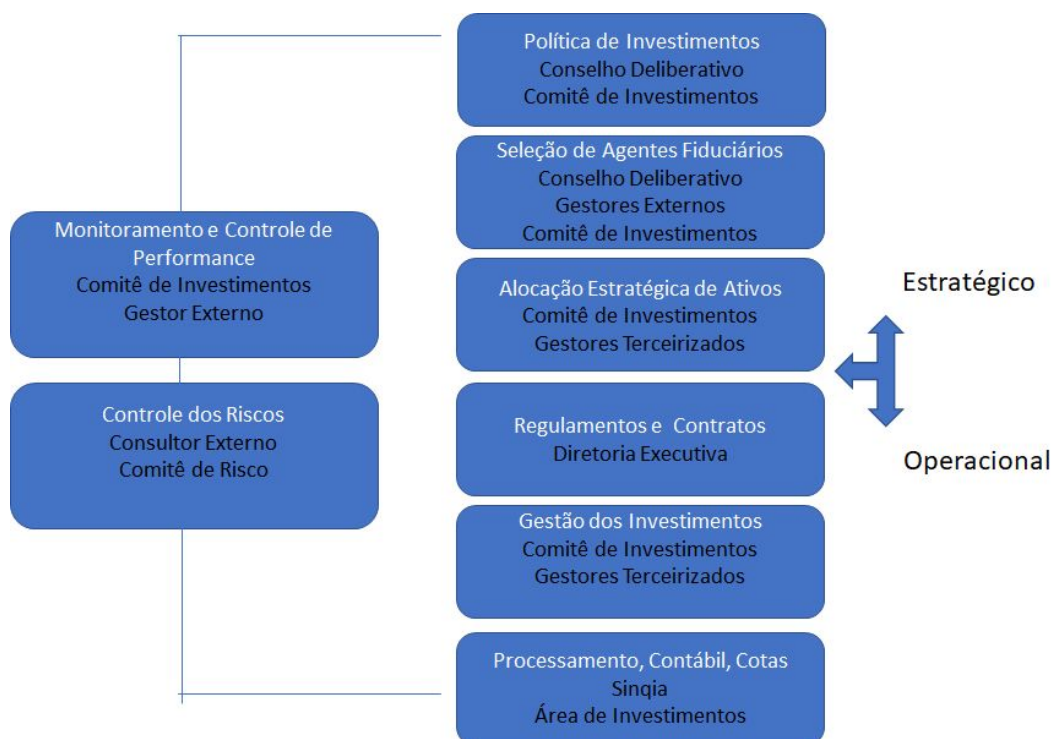 Política de Investimentos
Conselho Deliberativo
Comitê de Investimentos
Seleção de Agentes Fiduciários
Conselho Deliberativo
Gestores Externos
Comitê de Investimentos
Monitoramento e Controle de
Performance
Comitê de Investimentos
Gestor Externo
Alocação Estratégica de Ativos
Comitê de Investimentos
Gestores Terceirizados
Estratégico
Controle dos Riscos
Consultor Externo
Comitê de Risco
Regulamentos e Contratos
Diretoria Executiva
Operacional
Gestão dos Investimentos
Comitê de Investimentos
Gestores Terceirizados
Processamento, Contábil, Cotas
Sinqia
Área de Investimentos